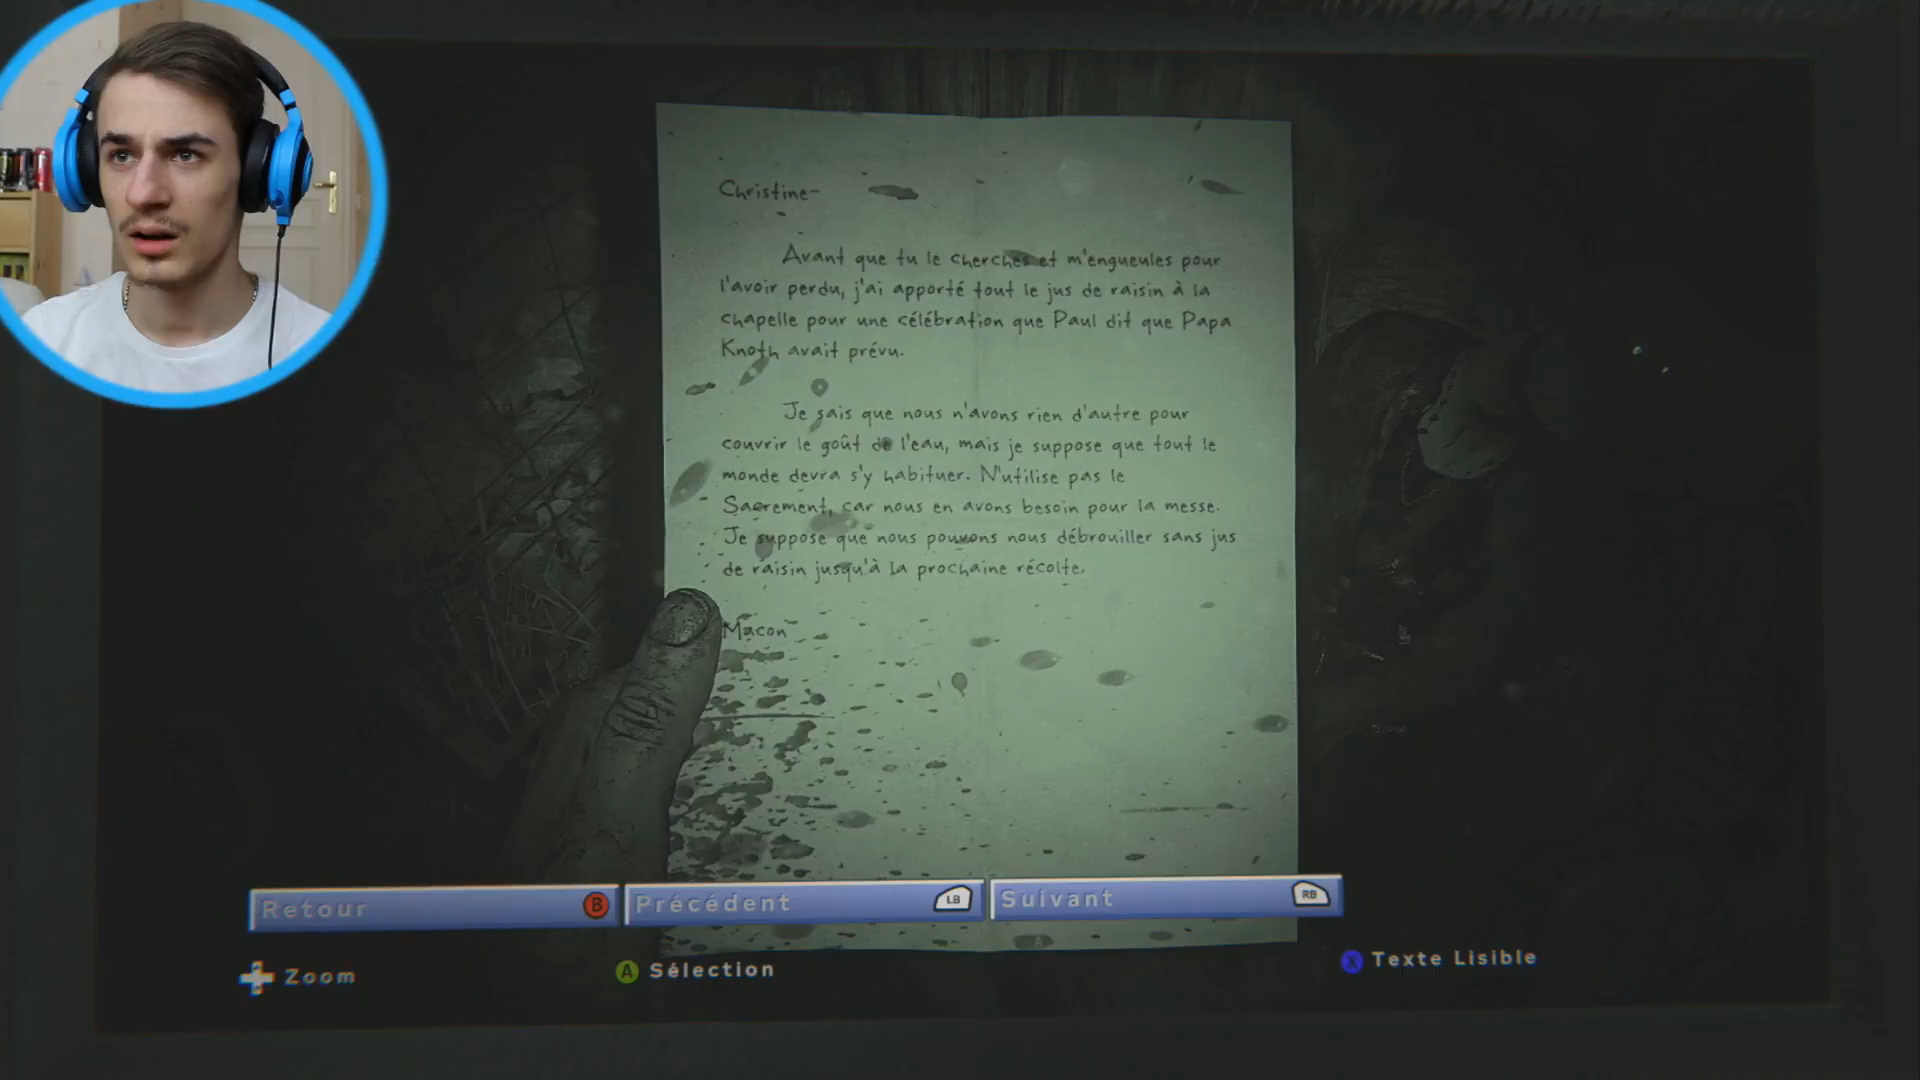 Christine-
Avant que tu le cherches et m'engueules pour
l'avoir perdu, j'ai apporté tout le jus de raisin à la
chapelle pour une célébration que Paul dit que Papa
Knoth avait prévu.
Je sais que nous n'avons rien d'autre pour
couvrir le goût de l'eau, mais je suppose que tout le
monde devra s'y habituer. N'utilise pas le
Sacrement, car nous en avons besoin pour la messe.
Je suppose que nous pouvons nous débrouiller sans jus
de raisin jusqu'à la prochaine récolte.
Macon
Retour B Précédent LB Suivant RB
Zoom A Sélection X Texte Lisible